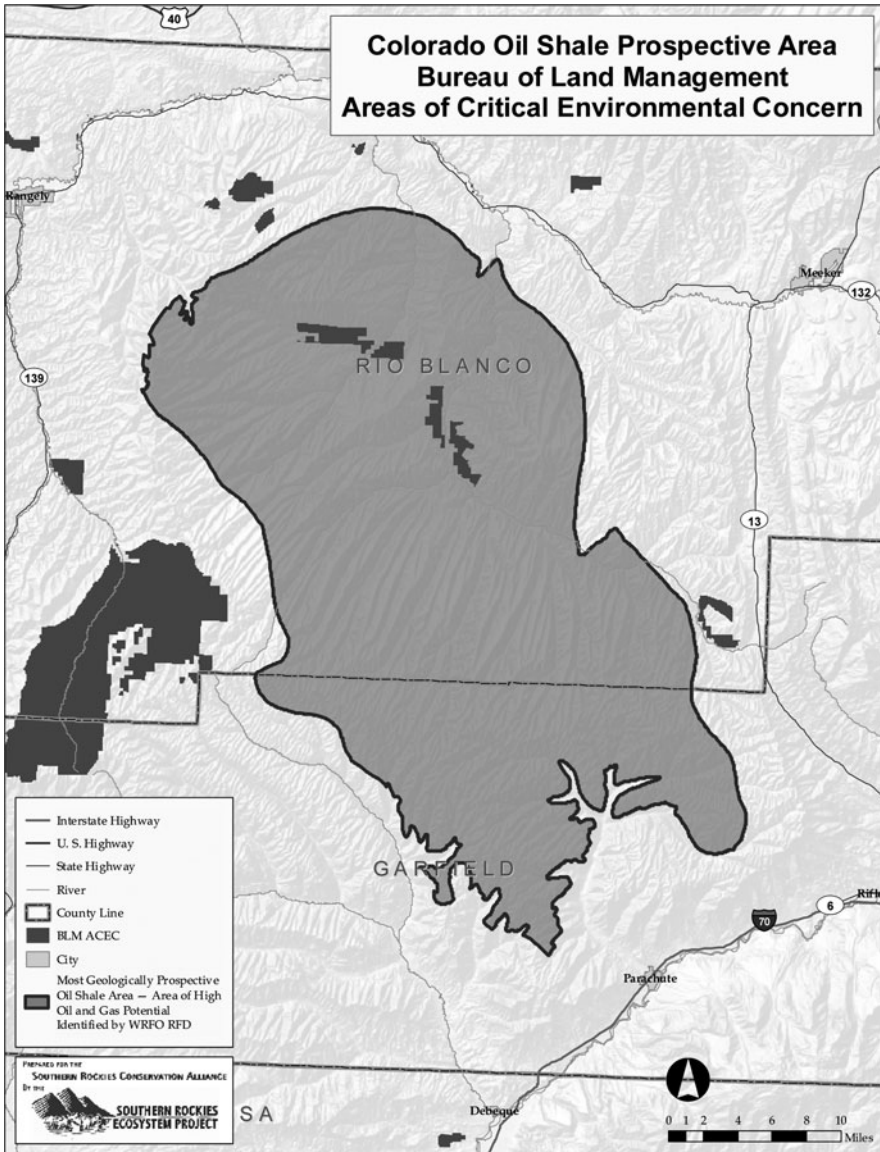 40
Colorado Oil Shale Prospective Area
Bureau of Land Management
Areas of Critical Environmental Concern
Rangely
Meeker
132
RIO BLANCO
139
13
Interstate Highway
U. S. Highway
State Highway
River
County Line
BLM ACEC
City
Most Geologically Prospective
Oil Shale Area — Area of High
Oil and Gas Potential
Identified by WRFO RFD
GARFIELD
Rifle
6
70
Parachute
PREPARED FOR THE
SOUTHERN ROCKIES CONSERVATION ALLIANCE
BY THE
SOUTHERN ROCKIES
ECOSYSTEM PROJECT
SA
Debeque
0 1 2 4 6 8 10
Miles